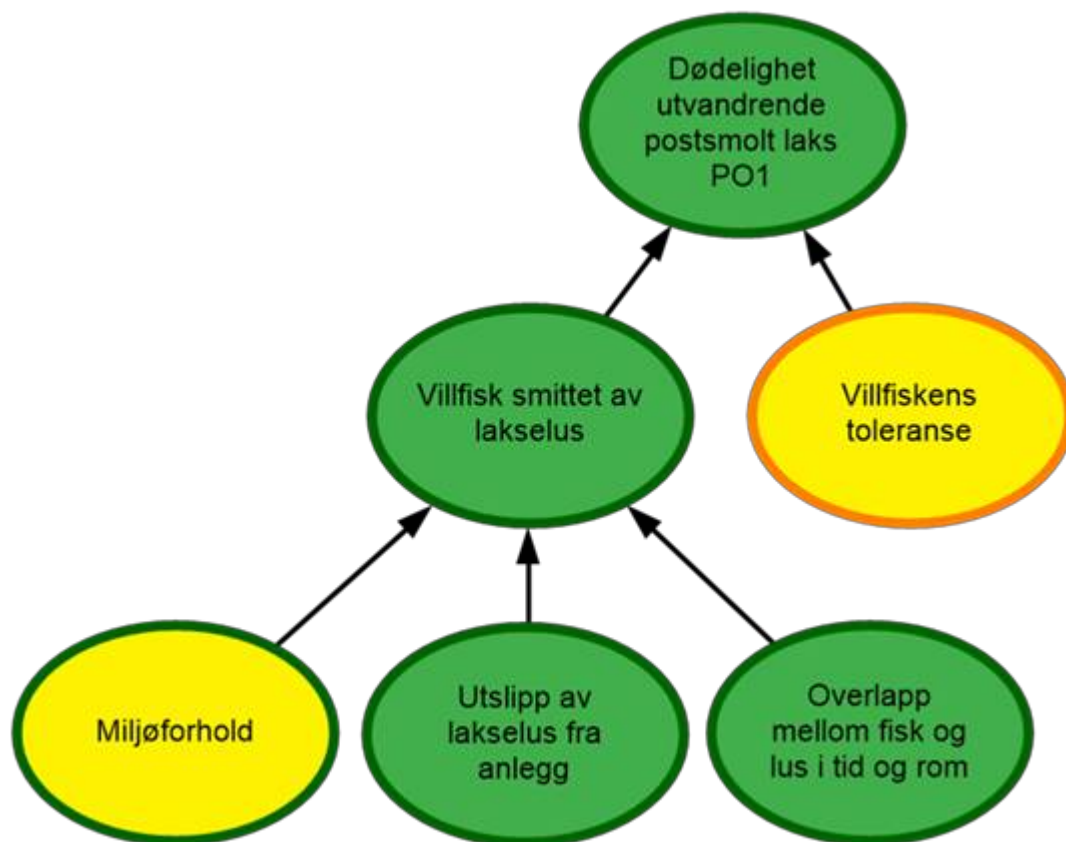 Dødelighet
utvandrende
postsmolt laks
PO1
Villfisk smittet av
lakselus
Villfiskens
toleranse
Miljøforhold
Utslipp av
lakselus fra
anlegg
Overlapp
mellom fisk og
lus i tid og rom